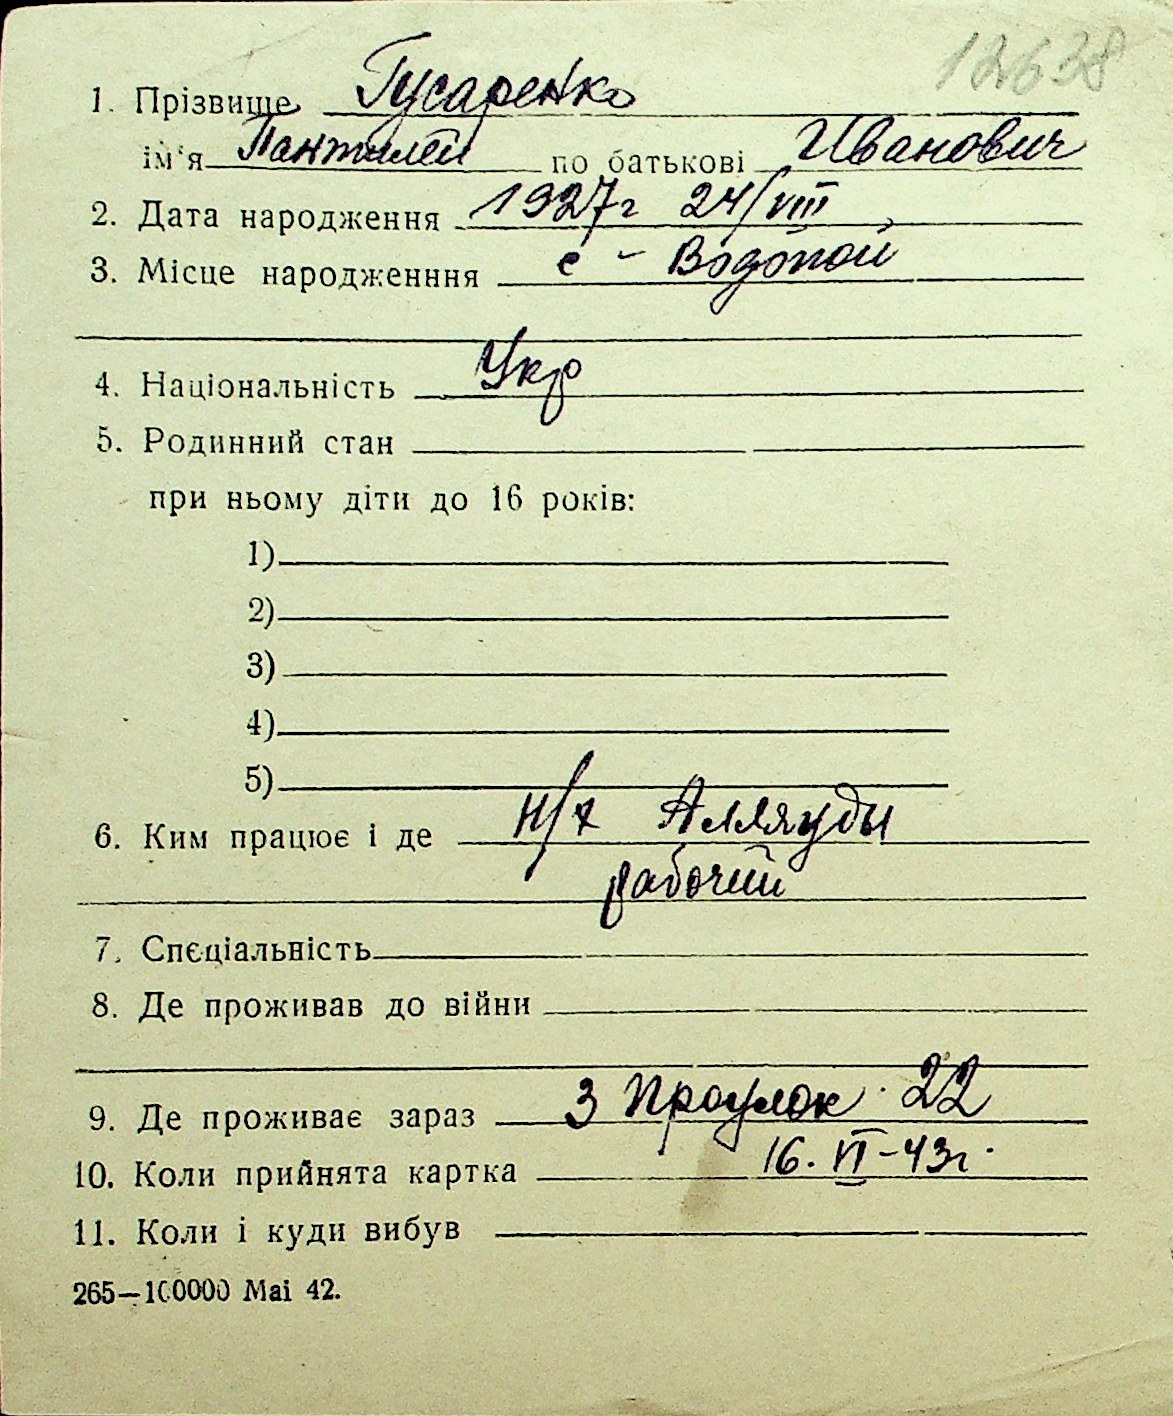 12638
1. Прізвище Гусаренко
ім'я Пантилей по батькові Иванович
2. Дата народження 1927г 24/VIII
3. Місце народженння с - Водопой
4. Національність Укр
5. Родинний стан
при ньому діти до 16 років:
1)
2)
3)
4)
5)
6. Ким працює і де
рабочий
7. Спеціальність
8. Де проживав до війни
9. Де проживає зараз 3 Проулок 22
10. Коли прийнята картка 16. VI-43г.
11. Коли і куди вибув
265—100000 Mai 42.